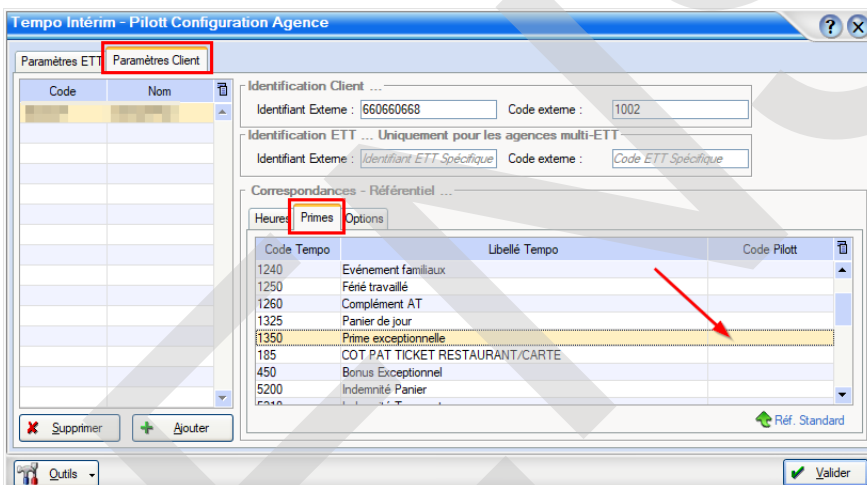 Tempo Intérim - Pilott Configuration Agence
Paramètres ETT Paramètres Client
Code Nom
Identification Client ...
Identifiant Externe : 660660668 Code externe : 1002
Identification ETT ... Uniquement pour les agences multi-ETT
Identifiant Externe : Identifiant ETT Spécifique Code externe : Code ETT Spécifique
Correspondances - Référentiel ...
Heures Primes Options
Code Tempo Libellé Tempo Code Pilott
1240 Evénement familiaux
1250 Férié travaillé
1260 Complément AT
1325 Panier de jour
1350 Prime exceptionnelle
185 COT PAT TICKET RESTAURANT/CARTE
450 Bonus Exceptionnel
5200 Indemnité Panier
Réf. Standard
Supprimer Ajouter
Outils Valider